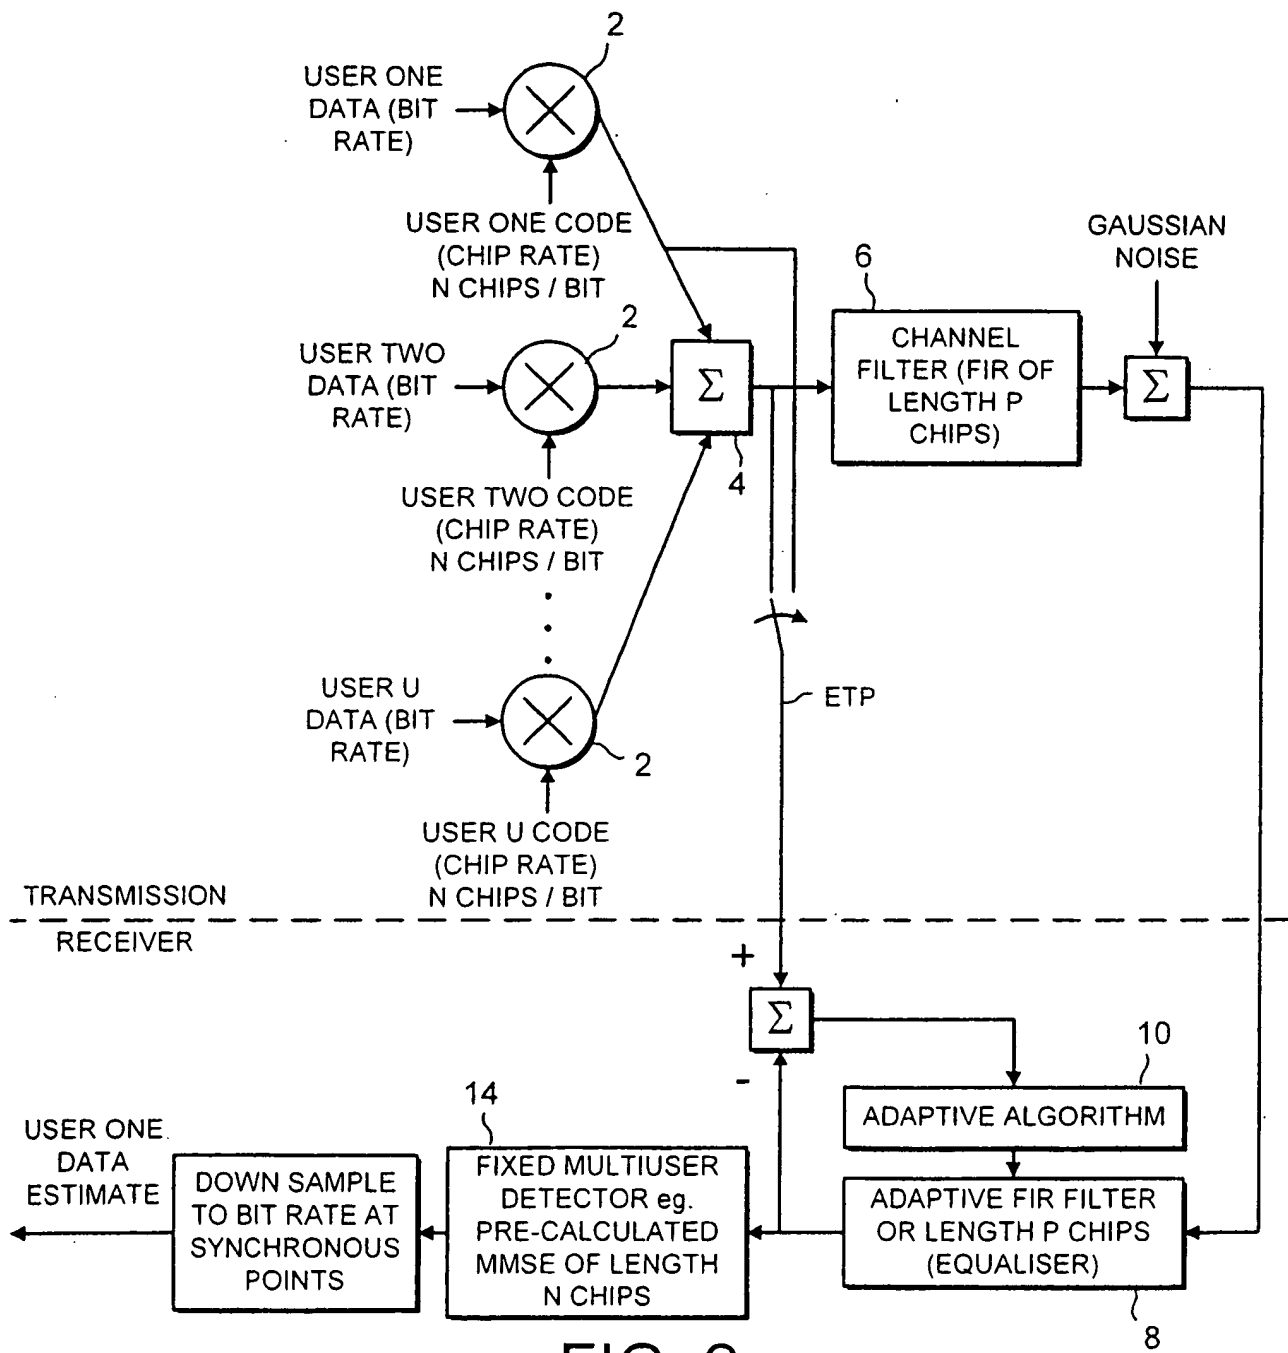 2
USER ONE
DATA (BIT
RATE)
USER ONE CODE
(CHIP RATE)
N CHIPS / BIT
GAUSSIAN
NOISE
6
CHANNEL
FILTER (FIR OF
LENGTH P
CHIPS)
Σ
2
USER TWO
DATA (BIT
RATE)
Σ
4
USER TWO CODE
(CHIP RATE)
N CHIPS / BIT
USER U
DATA (BIT
RATE)
2
ETP
USER U CODE
(CHIP RATE)
N CHIPS / BIT
TRANSMISSION
RECEIVER
+
Σ
-
10
ADAPTIVE ALGORITHM
14
USER ONE.
DATA
ESTIMATE
DOWN SAMPLE
TO BIT RATE AT
SYNCHRONOUS
POINTS
FIXED MULTIUSER
DETECTOR eg.
PRE-CALCULATED
MMSE OF LENGTH
N CHIPS
ADAPTIVE FIR FILTER
OR LENGTH P CHIPS
(EQUALISER)
8